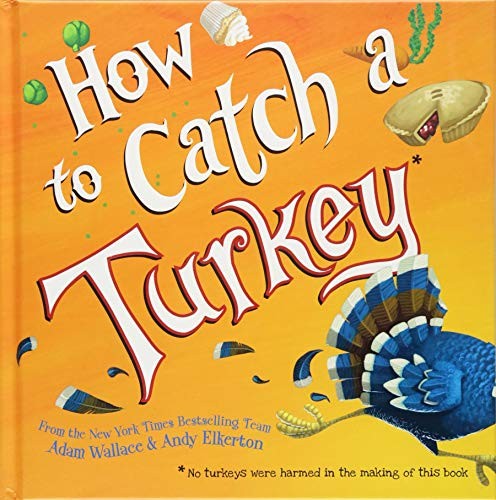 How
to Catch a
Turkey*
From the New York Times Bestselling Team
Adam Wallace & Andy Elkerton
*No turkeys were harmed in the making of this book